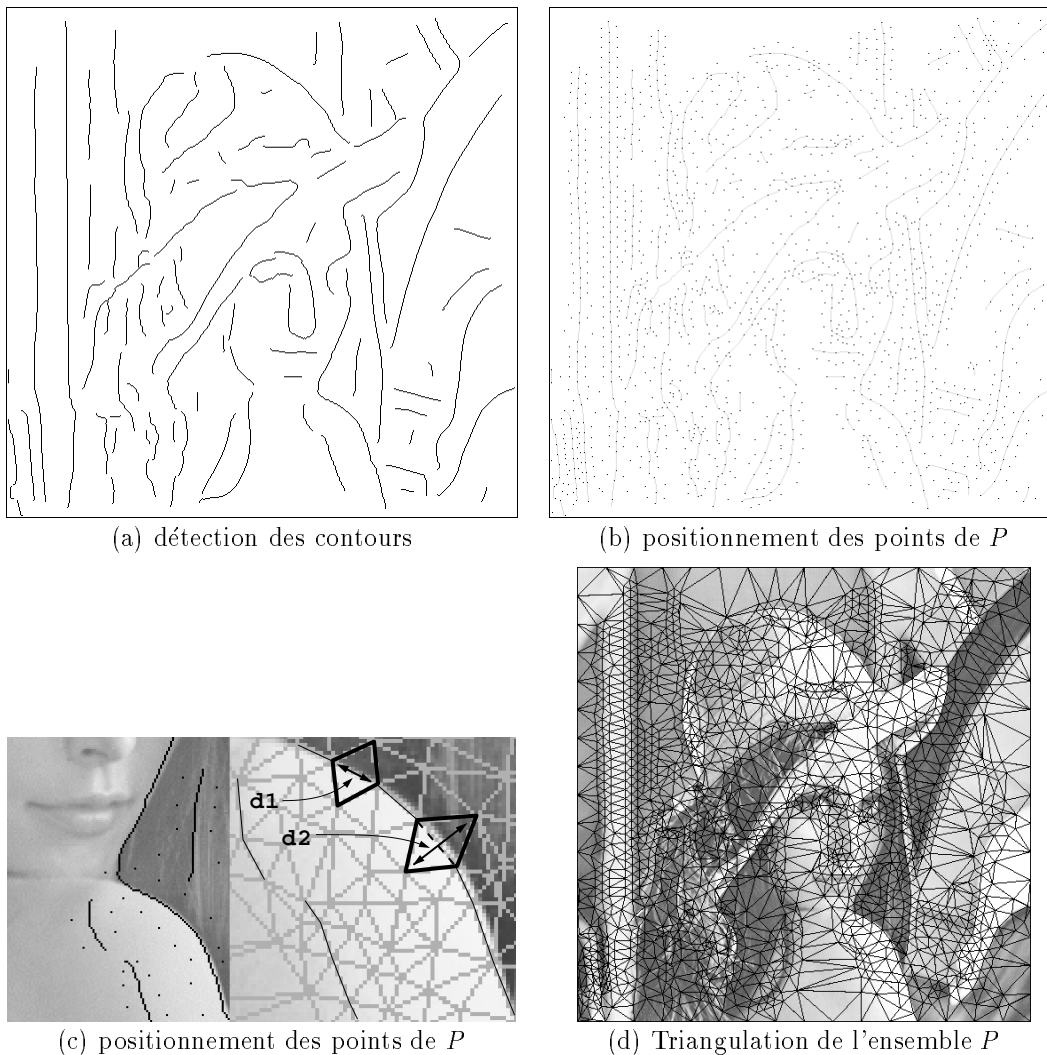 (a) détection des contours
(b) positionnement des points de P
d1
d2
(c) positionnement des points de P
(d) Triangulation de l'ensemble P